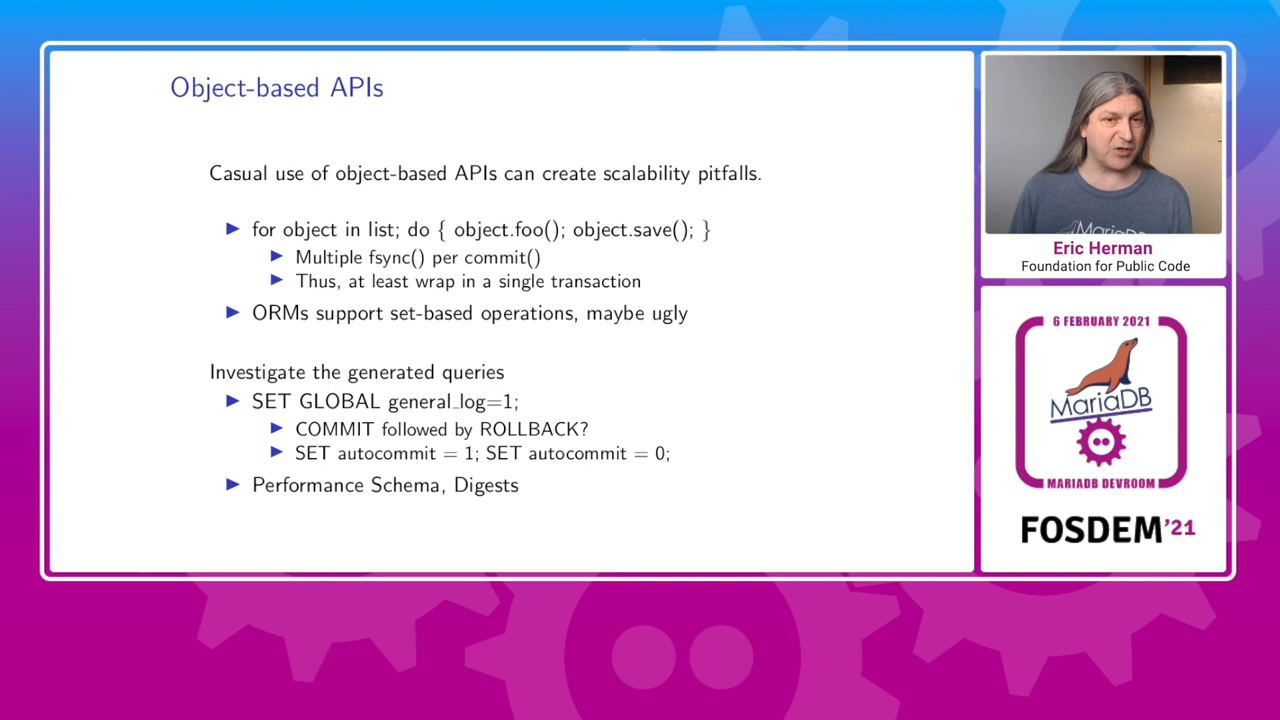 Object-based APIs
Casual use of object-based APIs can create scalability pitfalls.
for object in list; do { object.foo(); object.save(); }
Multiple fsync() per commit()
Thus, at least wrap in a single transaction
ORMs support set-based operations, maybe ugly
Investigate the generated queries
SET GLOBAL general_log=1;
COMMIT followed by ROLLBACK?
SET autocommit = 1; SET autocommit = 0;
Performance Schema, Digests
MariaDB
Eric Herman
Foundation for Public Code
6 FEBRUARY 2021
MariaDB
MARIADB DEVROOM
FOSDEM'21